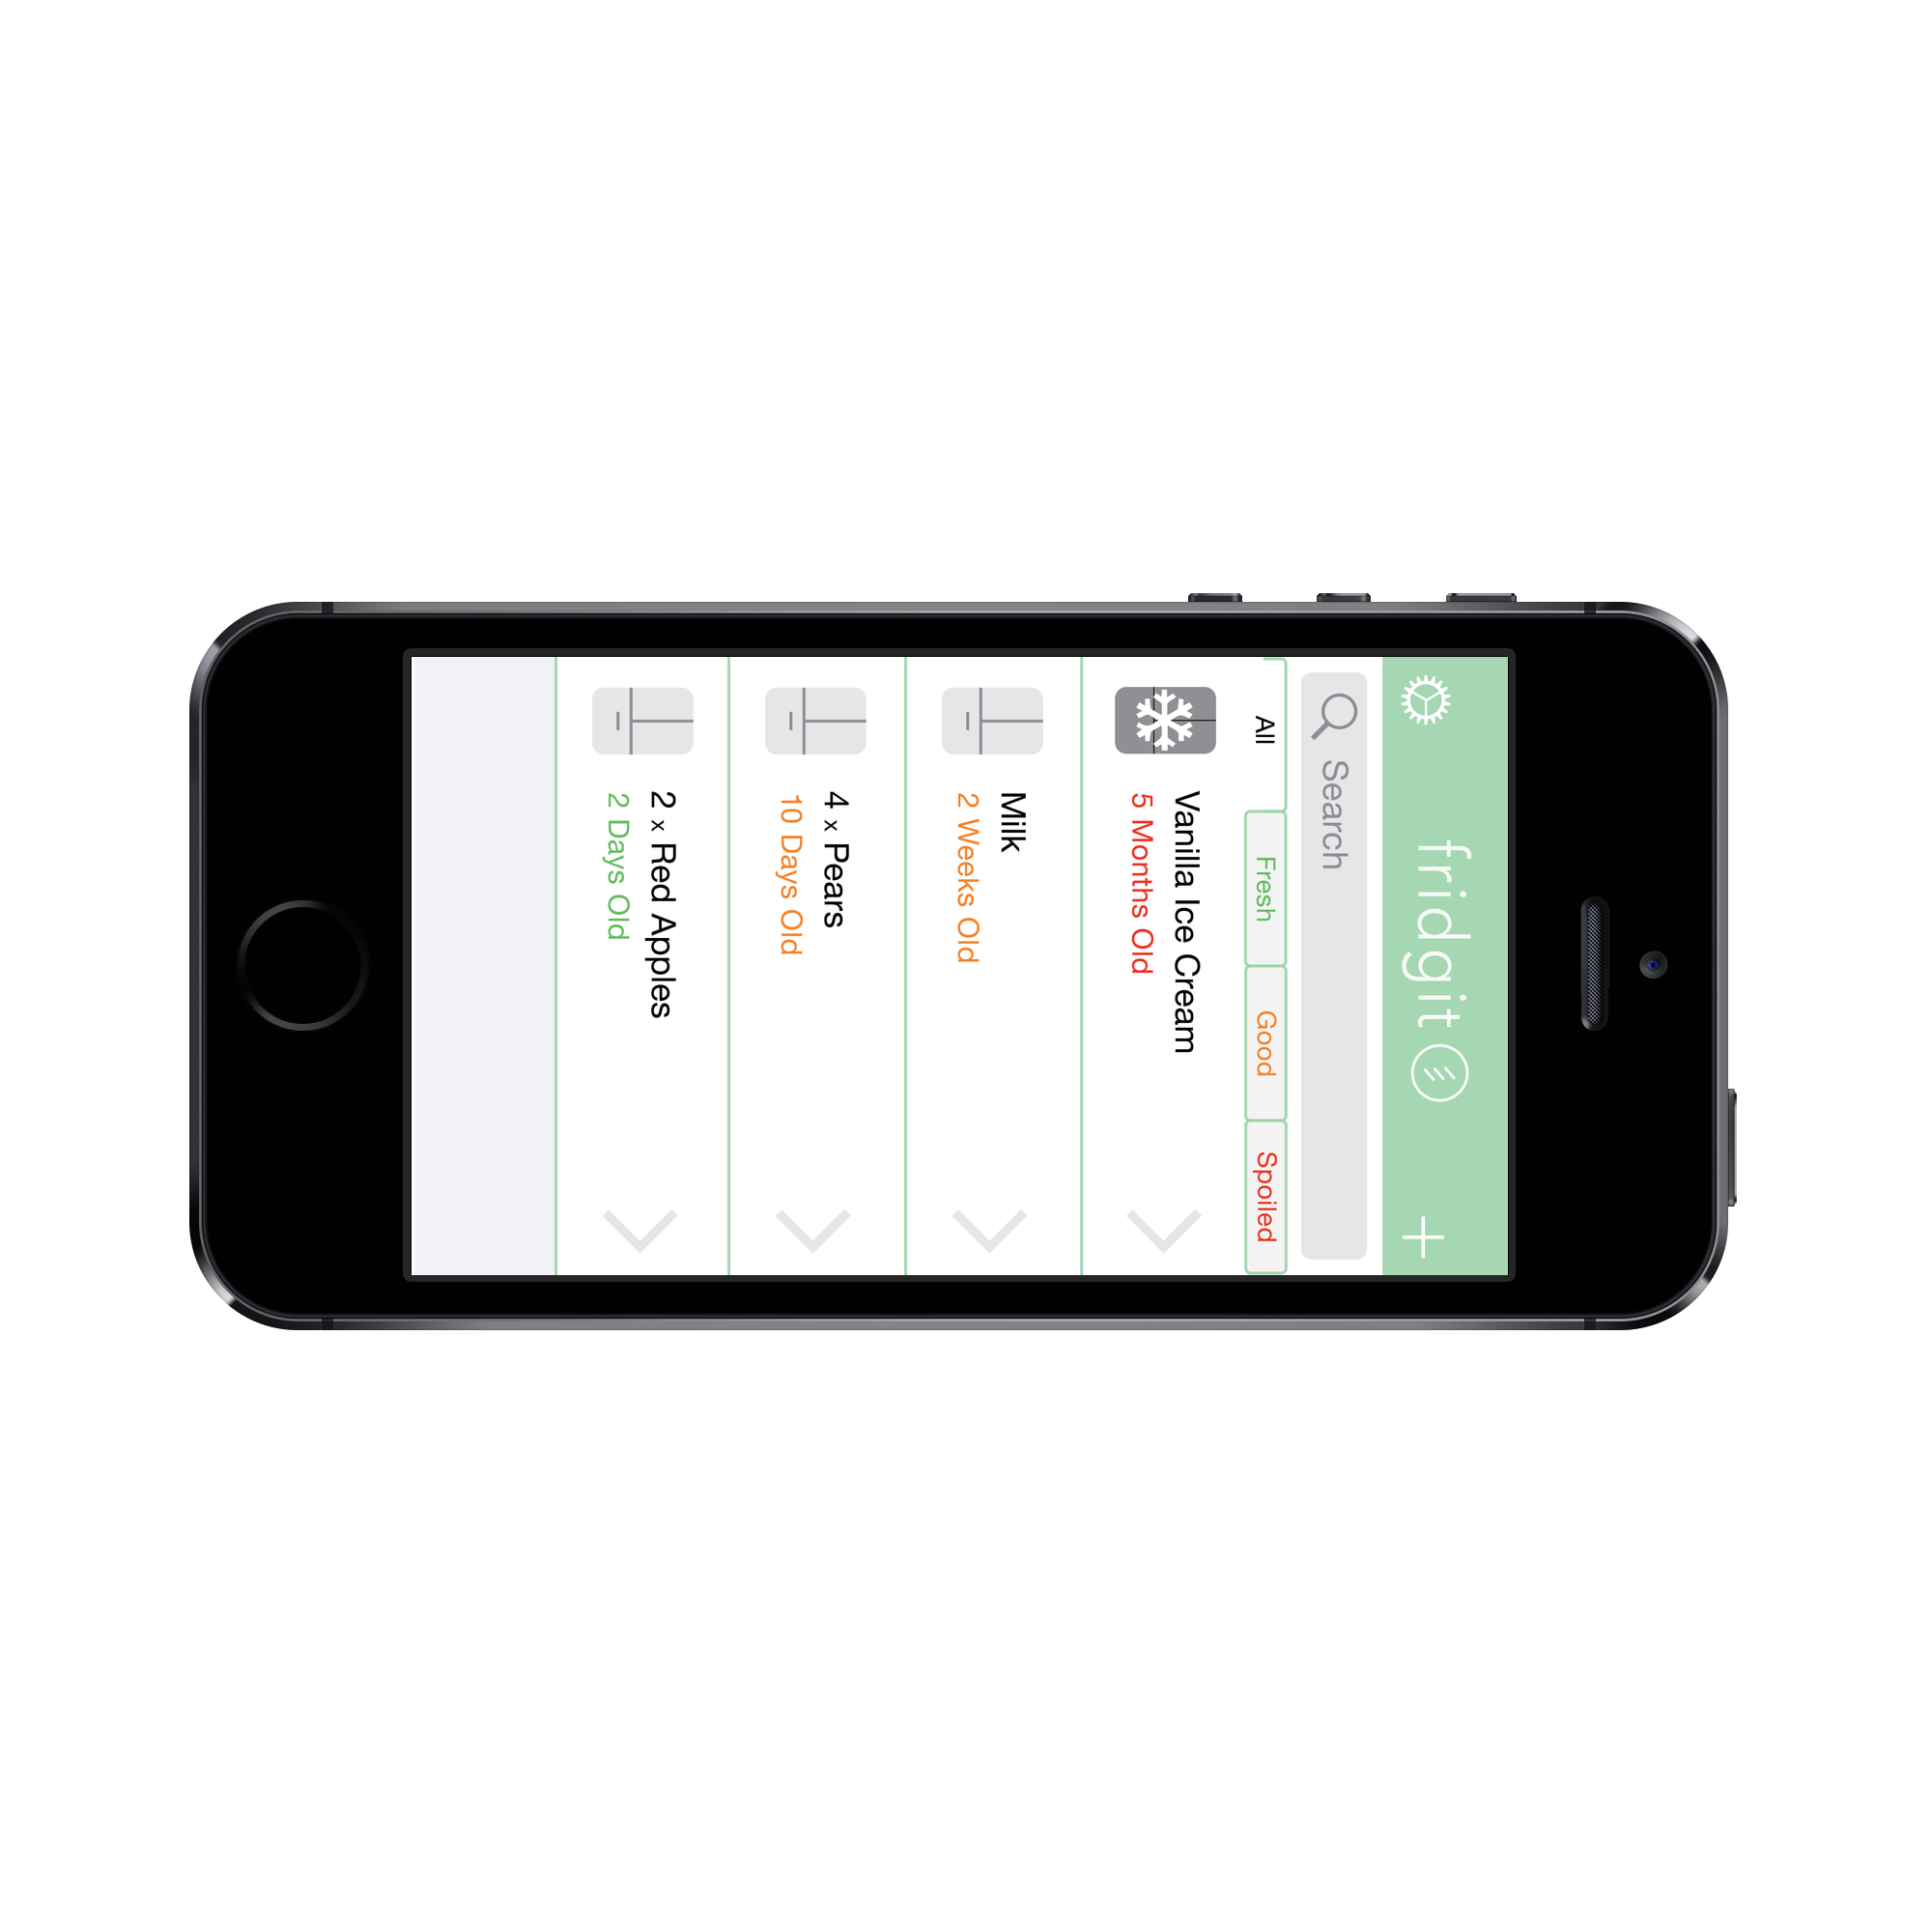 fridgit
Search
All Fresh Good Spoiled
Vanilla Ice Cream
5 Months Old
Milk
2 Weeks Old
4 x Pears
10 Days Old
2 x Red Apples
2 Days Old